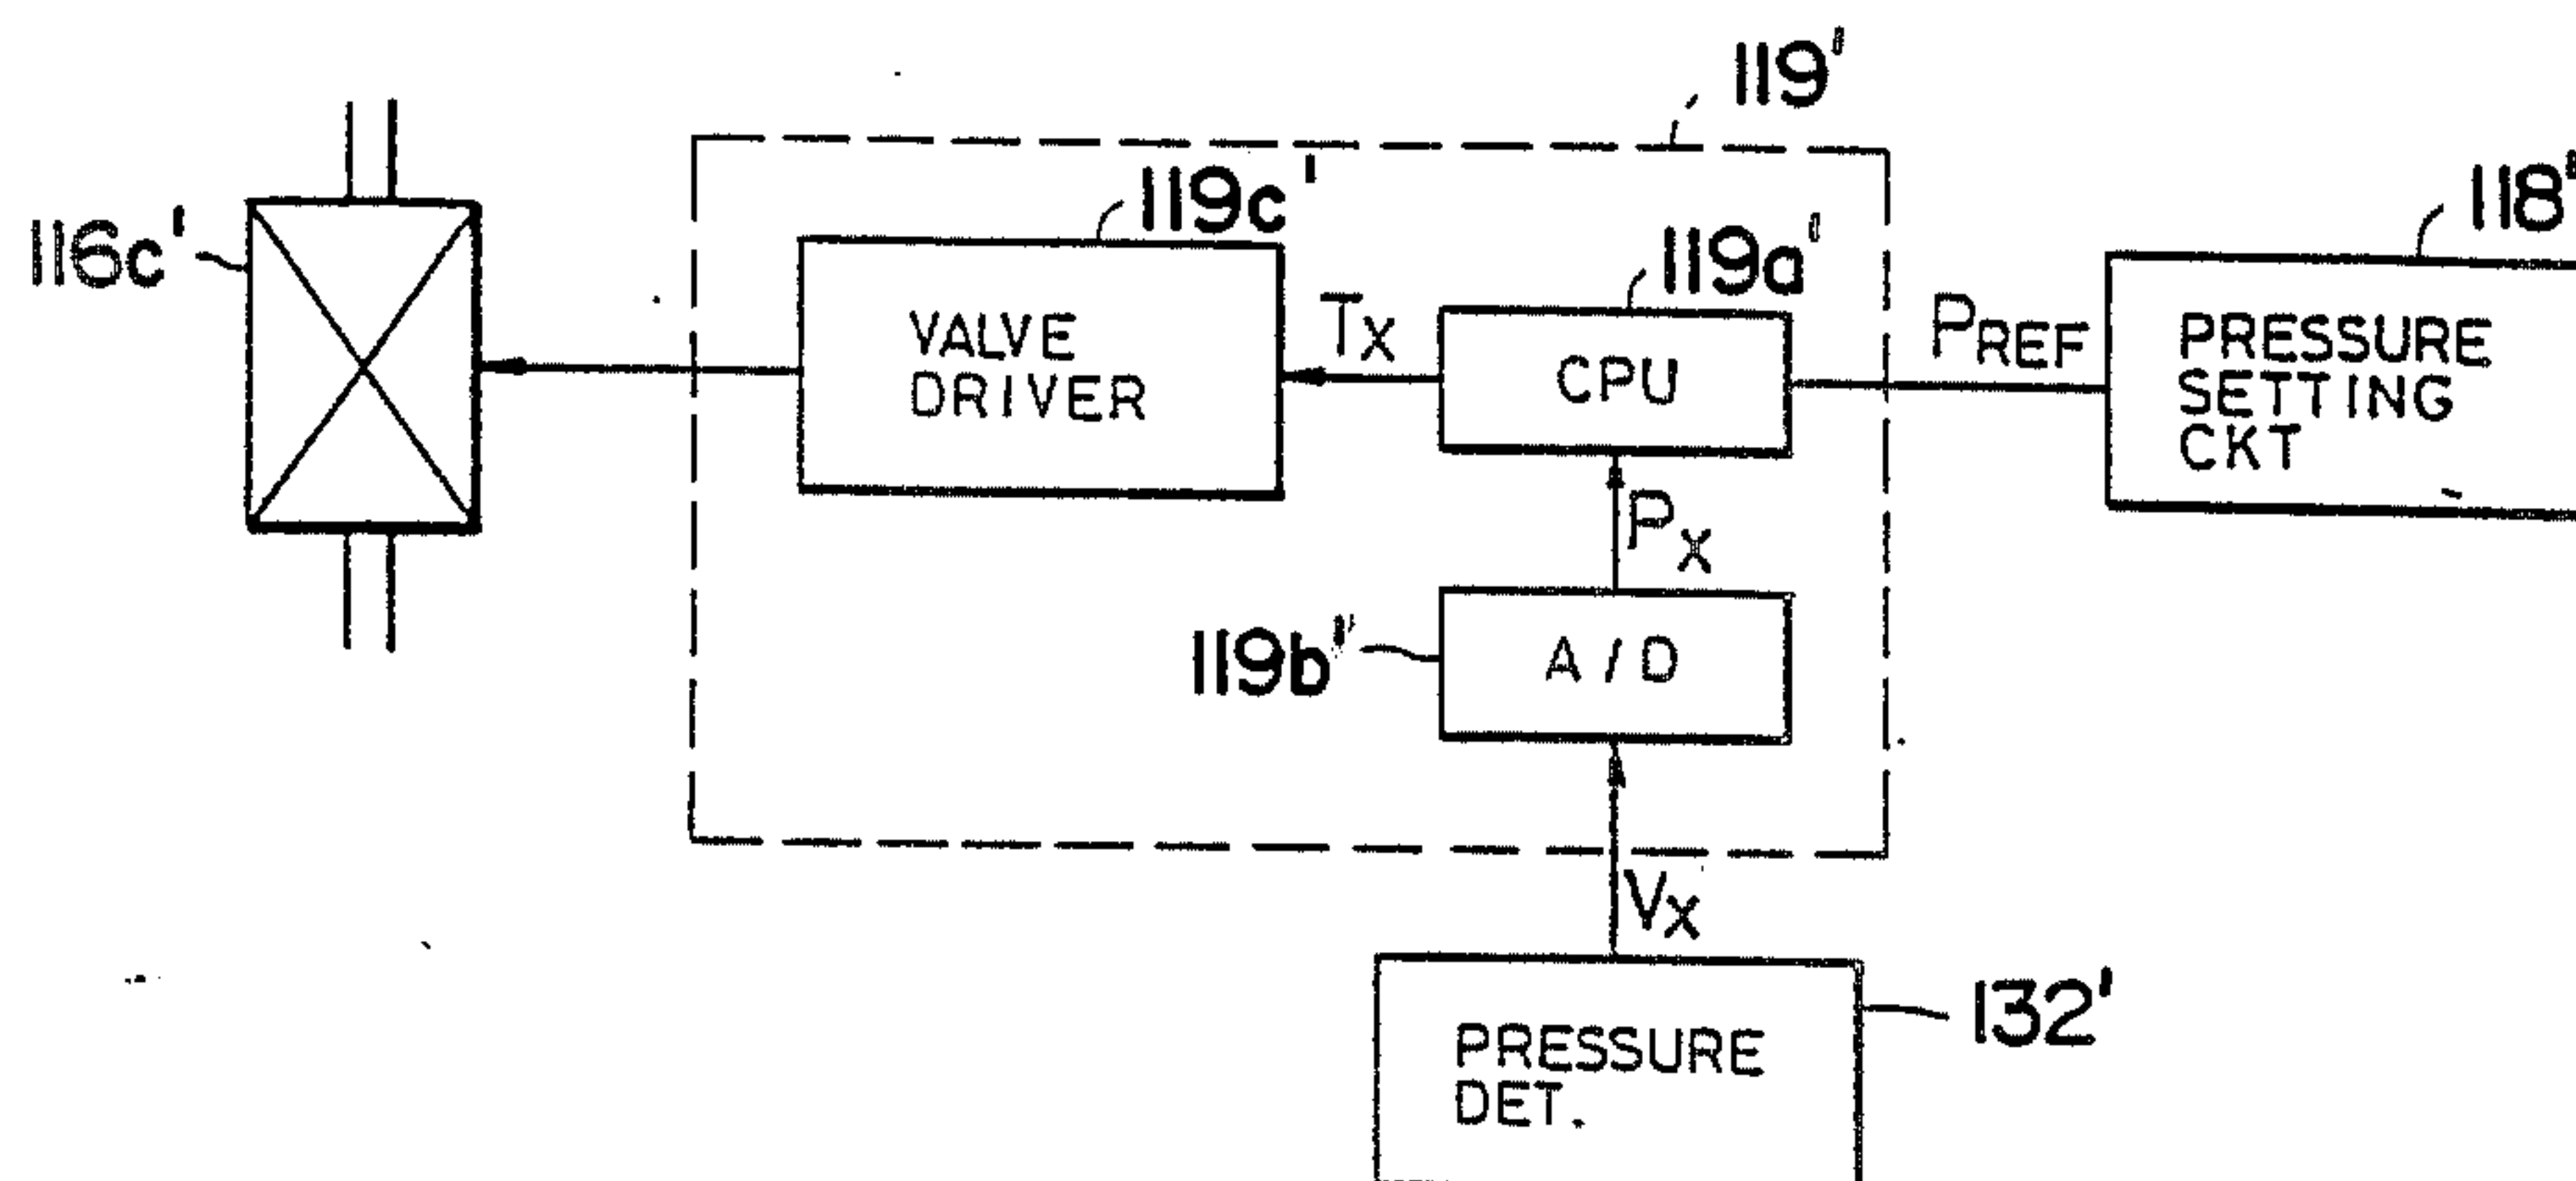 119'
119c'
118'
116c'
119a'
VALVE
DRIVER
Tx
CPU
PREF
PRESSURE
SETTING
CKT
Px
119b'
A/D
Vx
132'
PRESSURE
DET.